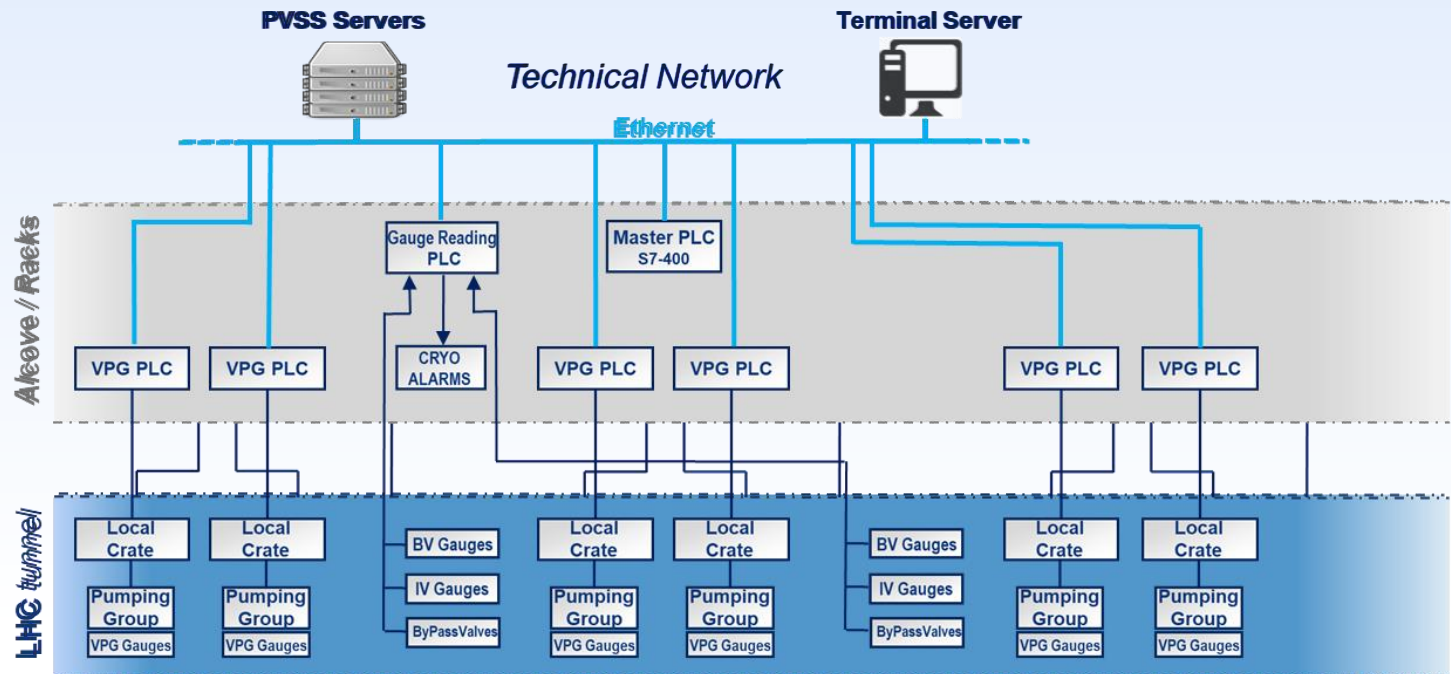 PVSS Servers
Terminal Server
Technical Network
Ethernet
Alcove / Racks
Gauge Reading
PLC
Master PLC
S7-400
VPG PLC
VPG PLC
CRYO
ALARMS
VPG PLC
VPG PLC
VPG PLC
VPG PLC
LHC tunnel
Local
Crate
Local
Crate
BV Gauges
Local
Crate
Local
Crate
BV Gauges
Local
Crate
Local
Crate
IV Gauges
IV Gauges
Pumping
Group
Pumping
Group
Pumping
Group
Pumping
Group
Pumping
Group
Pumping
Group
ByPassValves
ByPassValves
VPG Gauges
VPG Gauges
VPG Gauges
VPG Gauges
VPG Gauges
VPG Gauges